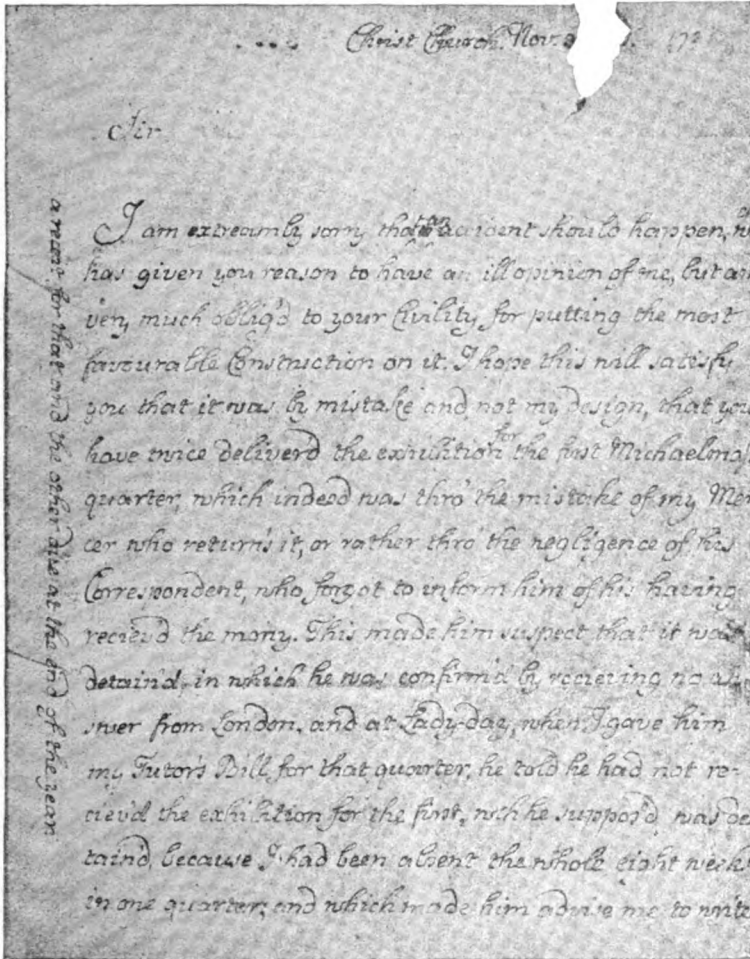 Christ Church. Nov.
Sir
I am extreamly sorry that an accident should happen,
has given you reason to have an ill opinion of me, but am
very much oblig'd to your Civility for putting the most
favourable Construction on it. I hope this will satisfy
you that it was by mistake and not my design, that you
have twice deliverd the exhibition for the first Michaelmas
quarter, which indeed was thro' the mistake of my Mer
cer who returns it, or rather thro' the negligence of his
Correspondent, who forgot to inform him of his having
reciev'd the mony. This made him suspect that it was
detain'd, in which he was confirm'd by recieving no an
swer from London, and at Lady-day, when I gave him
my Tutor's Bill for that quarter, he told he had not re-
ciev'd the exhibition for the first, wch he suppos'd was de
taind, because I had been absent the whole eight weeks
in one quarter; and which made him advise me to write
a reciet for that and the other due at the end of the year